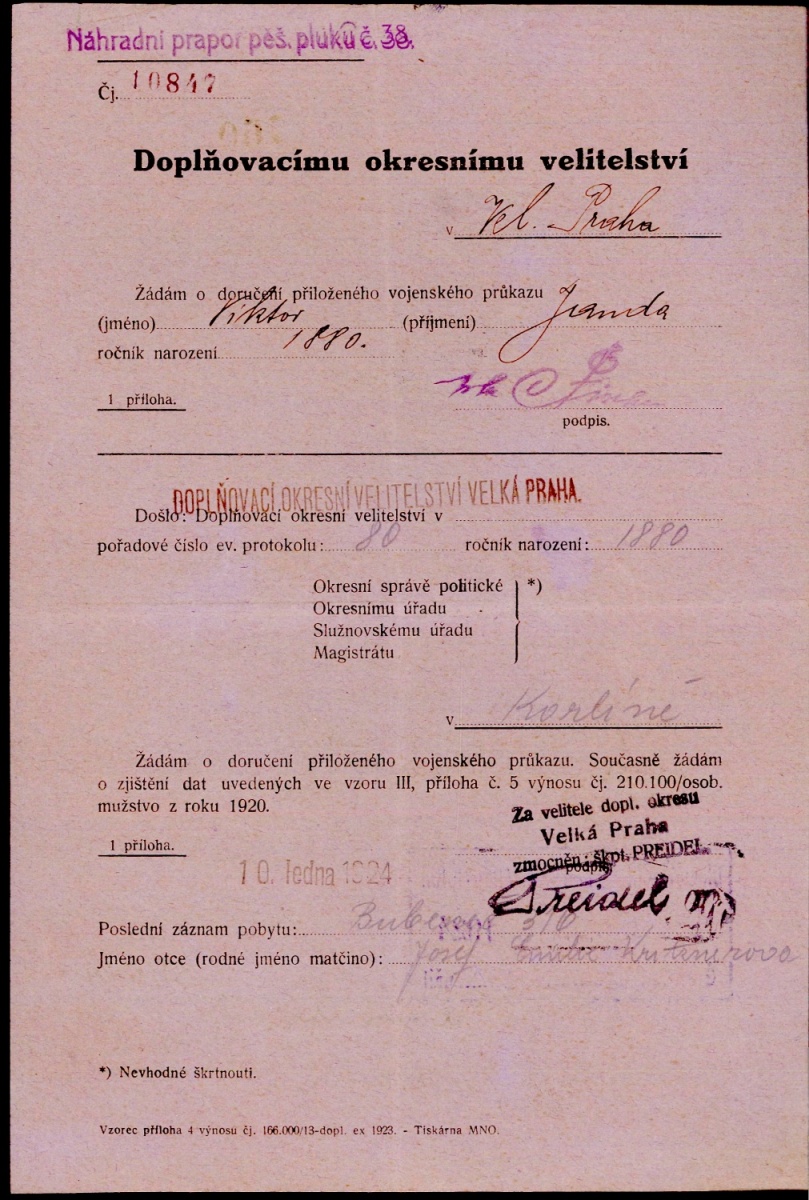 Náhradní prapor pěš. pluku č. 38.
Čj. 10847
Doplňovacímu okresnímu velitelství
v Vel. Praha
Žádám o doručení přiloženého vojenského průkazu
(jméno) Viktor (příjmení) Janda
ročník narození 1880.
1 příloha.
podpis.
DOPLŇOVACÍ OKRESNÍ VELITELSTVÍ VELKÁ PRAHA.
Došlo: Doplňovací okresní velitelství v
pořadové číslo ev. protokolu: 80 ročník narození: 1880
Okresní správě politické *)
Okresnímu úřadu
Služnovskému úřadu
Magistrátu
v Karlíně
Žádám o doručení přiloženého vojenského průkazu. Současně žádám
o zjištění dat uvedených ve vzoru III, příloha č. 5 výnosu čj. 210.100/osob.
mužstvo z roku 1920.
Za velitele dopl. okresu
Velká Praha
1 příloha.
zmocněn: škpt. PREIDEL
podpis.
10. ledna 1924
Preidel
Poslední záznam pobytu: 376
Jméno otce (rodné jméno matčino): Josef
*) Nevhodné škrtnouti.
Vzorec příloha 4 výnosu čj. 166.000/13-dopl. ex 1923. - Tiskárna MNO.